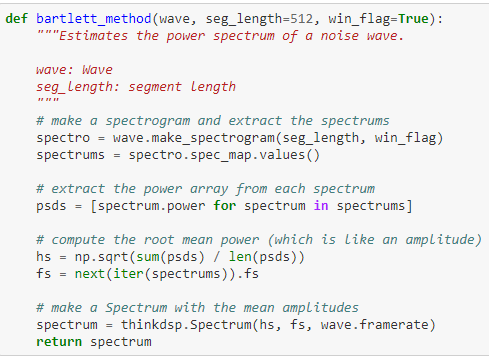 def bartlett_method(wave, seg_length=512, win_flag=True):
    """Estimates the power spectrum of a noise wave.

    wave: Wave
    seg_length: segment length
    """
    # make a spectrogram and extract the spectrums
    spectro = wave.make_spectrogram(seg_length, win_flag)
    spectrums = spectro.spec_map.values()

    # extract the power array from each spectrum
    psds = [spectrum.power for spectrum in spectrums]

    # compute the root mean power (which is like an amplitude)
    hs = np.sqrt(sum(psds) / len(psds))
    fs = next(iter(spectrums)).fs

    # make a Spectrum with the mean amplitudes
    spectrum = thinkdsp.Spectrum(hs, fs, wave.framerate)
    return spectrum